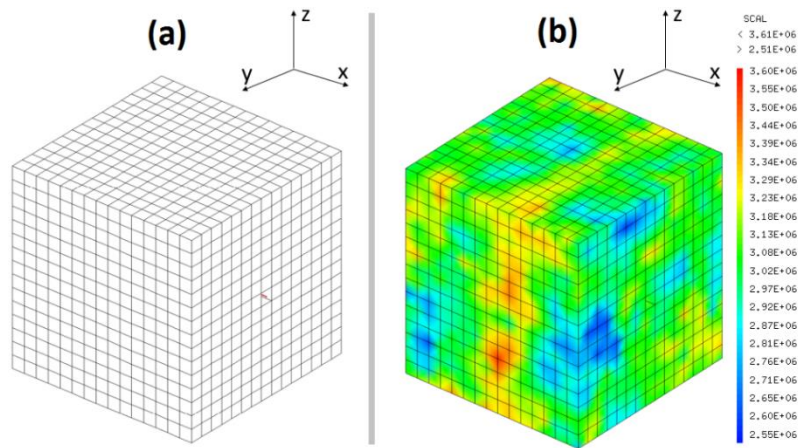 (a)
z
y
x
(b)
z
y
x
SCAL
< 3.61E+06
> 2.51E+06
3.60E+06
3.55E+06
3.50E+06
3.44E+06
3.39E+06
3.34E+06
3.29E+06
3.23E+06
3.18E+06
3.13E+06
3.08E+06
3.02E+06
2.97E+06
2.92E+06
2.87E+06
2.81E+06
2.76E+06
2.71E+06
2.65E+06
2.60E+06
2.55E+06